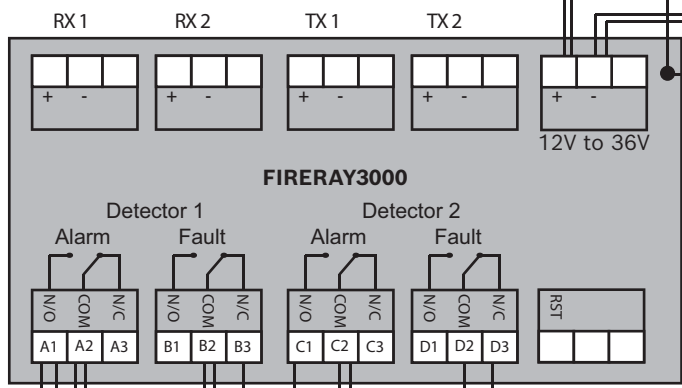 RX 1 RX 2 TX 1 TX 2
+ - + - + - + - + -
12V to 36V
FIRERAY3000
Detector 1 Detector 2
Alarm Fault Alarm Fault
N/O COM N/C N/O COM N/C N/O COM N/C N/O COM N/C RST
A1 A2 A3 B1 B2 B3 C1 C2 C3 D1 D2 D3